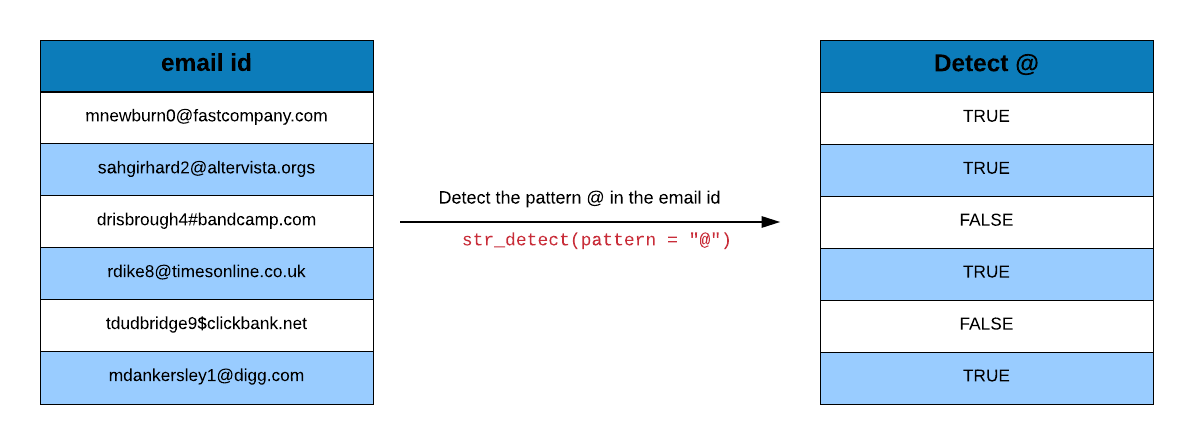 email id
mnewburn0@fastcompany.com
sahgirhard2@altervista.orgs
drisbrough4#bandcamp.com
rdike8@timesonline.co.uk
tdudbridge9$clickbank.net
mdankersley1@digg.com
Detect the pattern @ in the email id
str_detect(pattern = "@")
Detect @
TRUE
TRUE
FALSE
TRUE
FALSE
TRUE